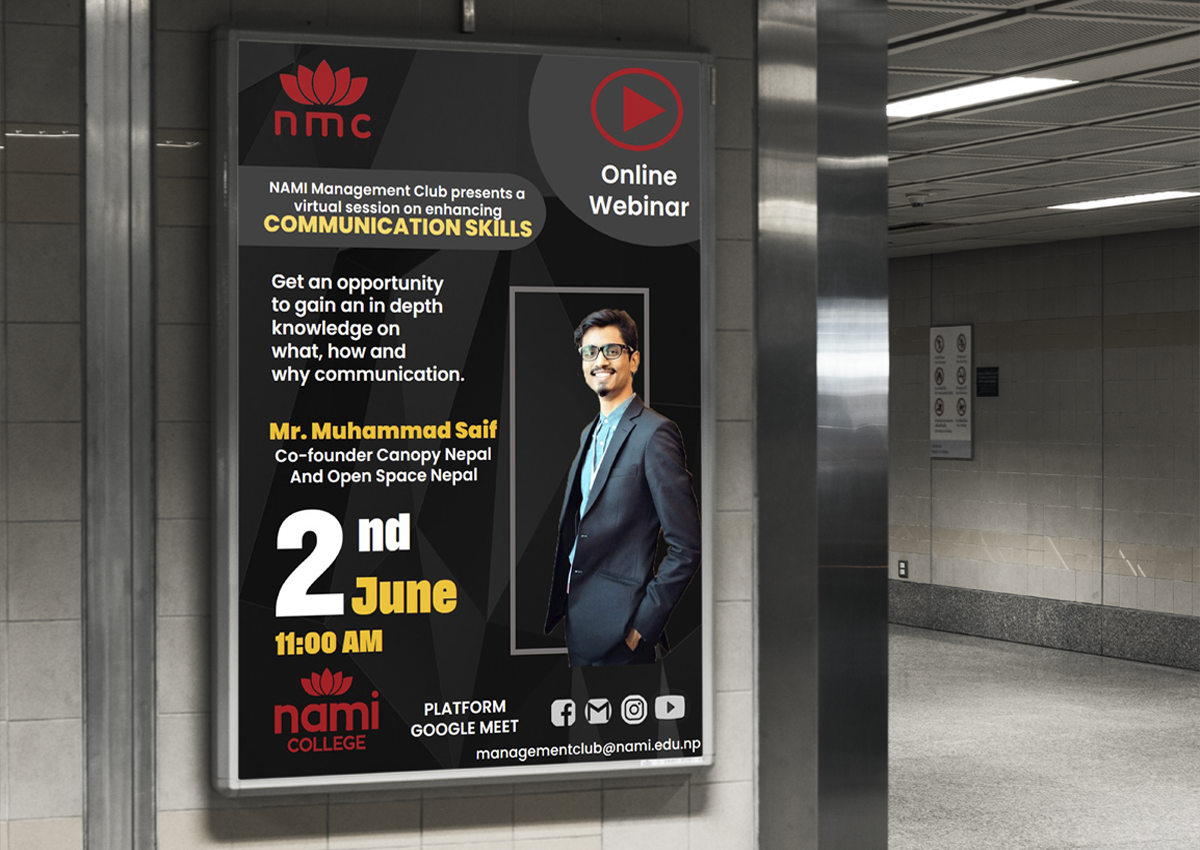 nmc
Online
Webinar
NAMI Management Club presents a
virtual session on enhancing
COMMUNICATION SKILLS
Get an opportunity
to gain an in depth
knowledge on
what, how and
why communication.
Mr. Muhammad Saif
Co-founder Canopy Nepal
And Open Space Nepal
2nd
June
11:00 AM
nami
COLLEGE
PLATFORM
GOOGLE MEET
managementclub@nami.edu.np